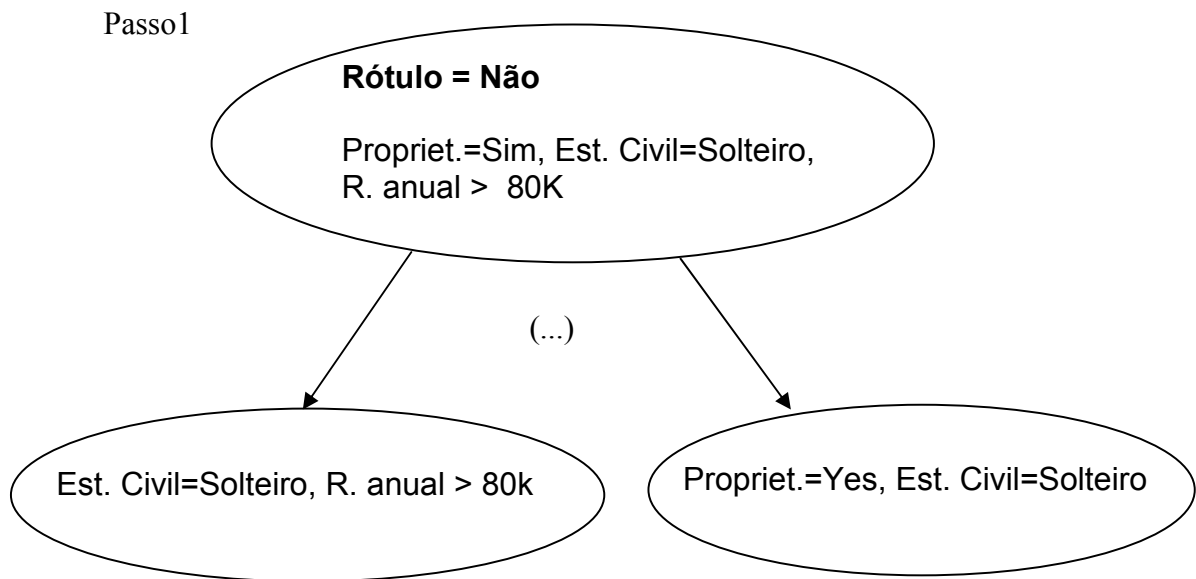 Passo1
Rótulo = Não
Propriet.=Sim, Est. Civil=Solteiro,
R. anual > 80K
(...)
Est. Civil=Solteiro, R. anual > 80k
Propriet.=Yes, Est. Civil=Solteiro